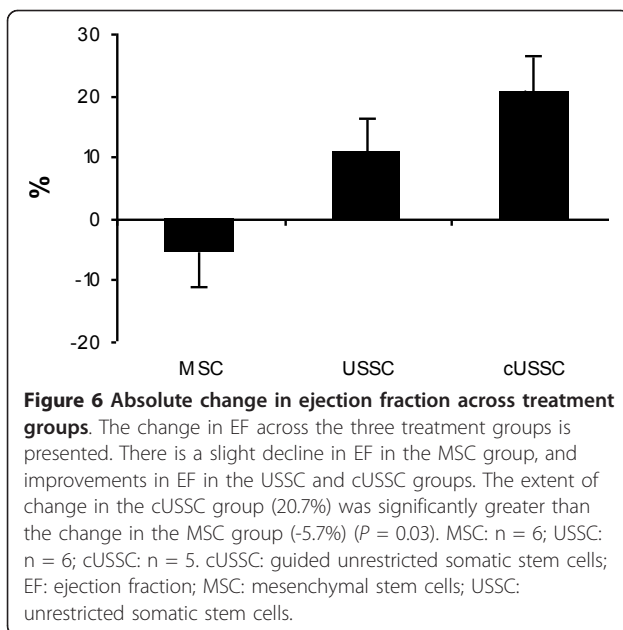 30
20
10
0
-10
-20
%
MSC USSC cUSSC
Figure 6 Absolute change in ejection fraction across treatment
groups. The change in EF across the three treatment groups is
presented. There is a slight decline in EF in the MSC group, and
improvements in EF in the USSC and cUSSC groups. The extent of
change in the cUSSC group (20.7%) was significantly greater than
the change in the MSC group (-5.7%) (P = 0.03). MSC: n = 6; USSC:
n = 6; cUSSC: n = 5. cUSSC: guided unrestricted somatic stem cells;
EF: ejection fraction; MSC: mesenchymal stem cells; USSC:
unrestricted somatic stem cells.